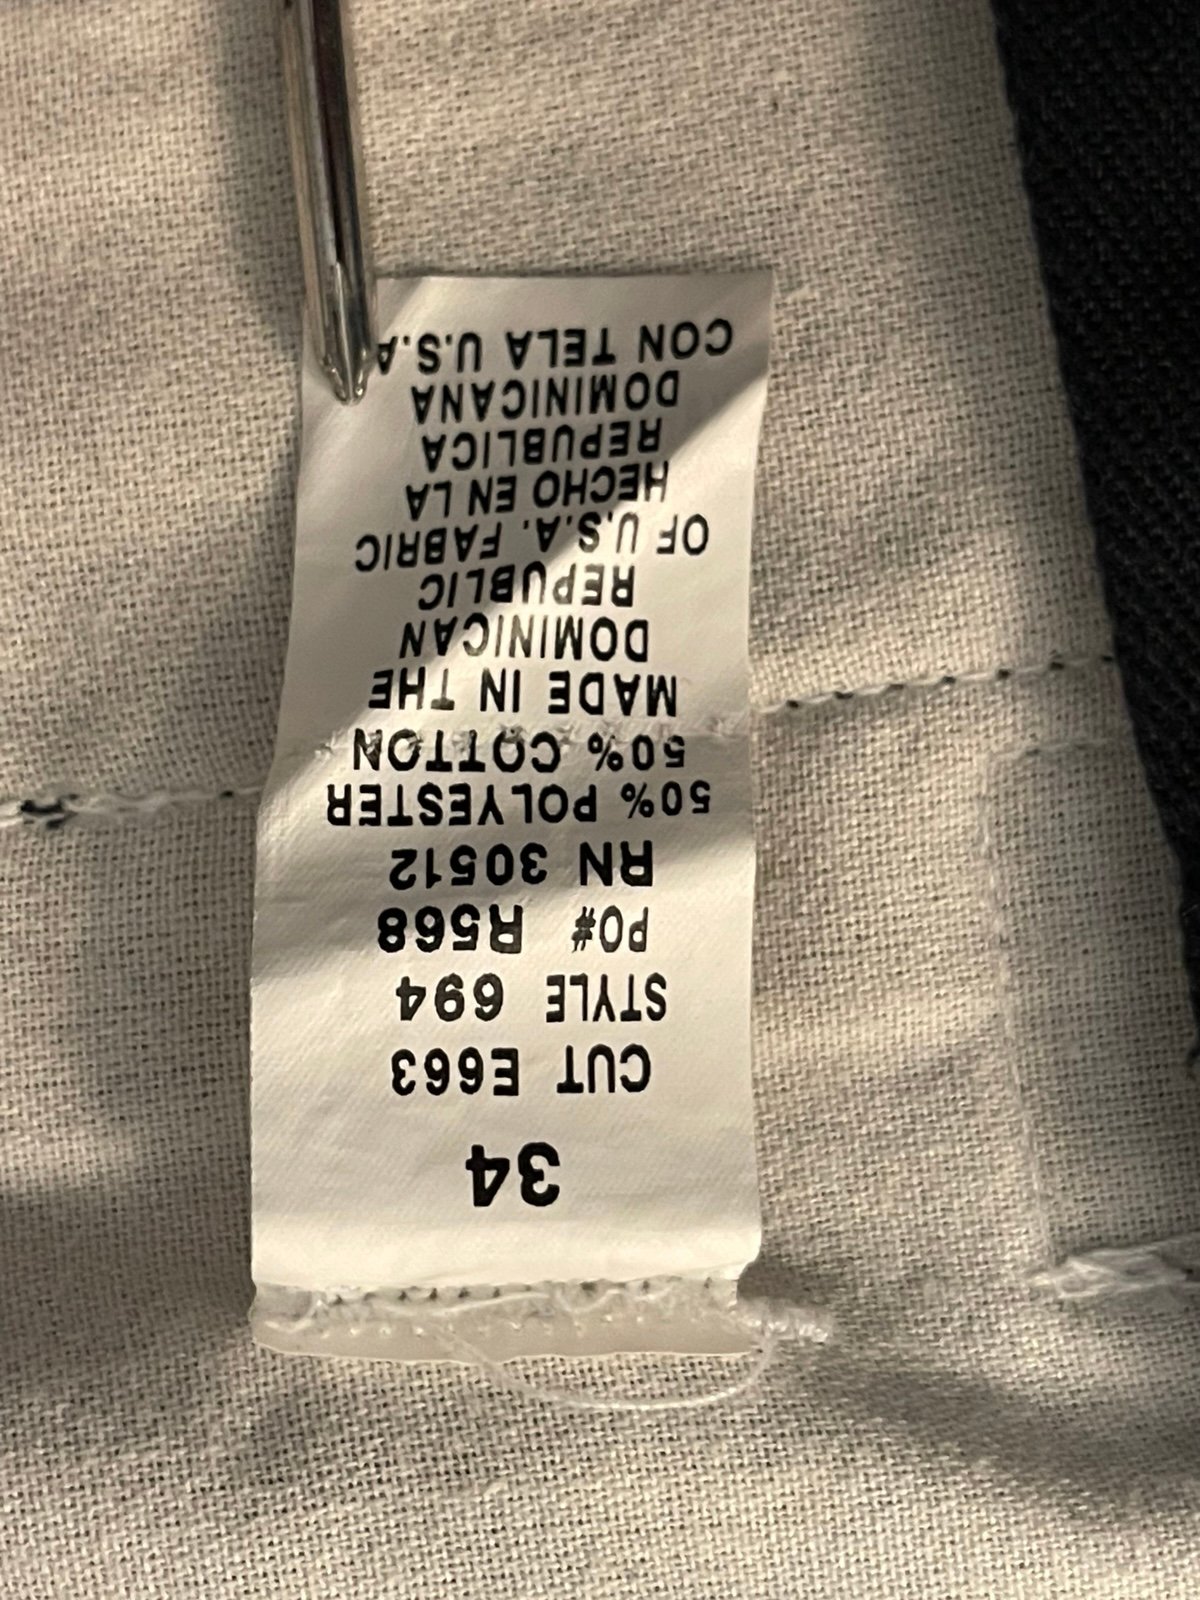 34
CUT E663
STYLE 694
PO# R568
RN 30512
50% POLYESTER
50% COTTON
MADE IN THE
DOMINICAN
REPUBLIC
OF U.S.A. FABRIC
HECHO EN LA
REPUBLICA
DOMINICANA
CON TELA U.S.A